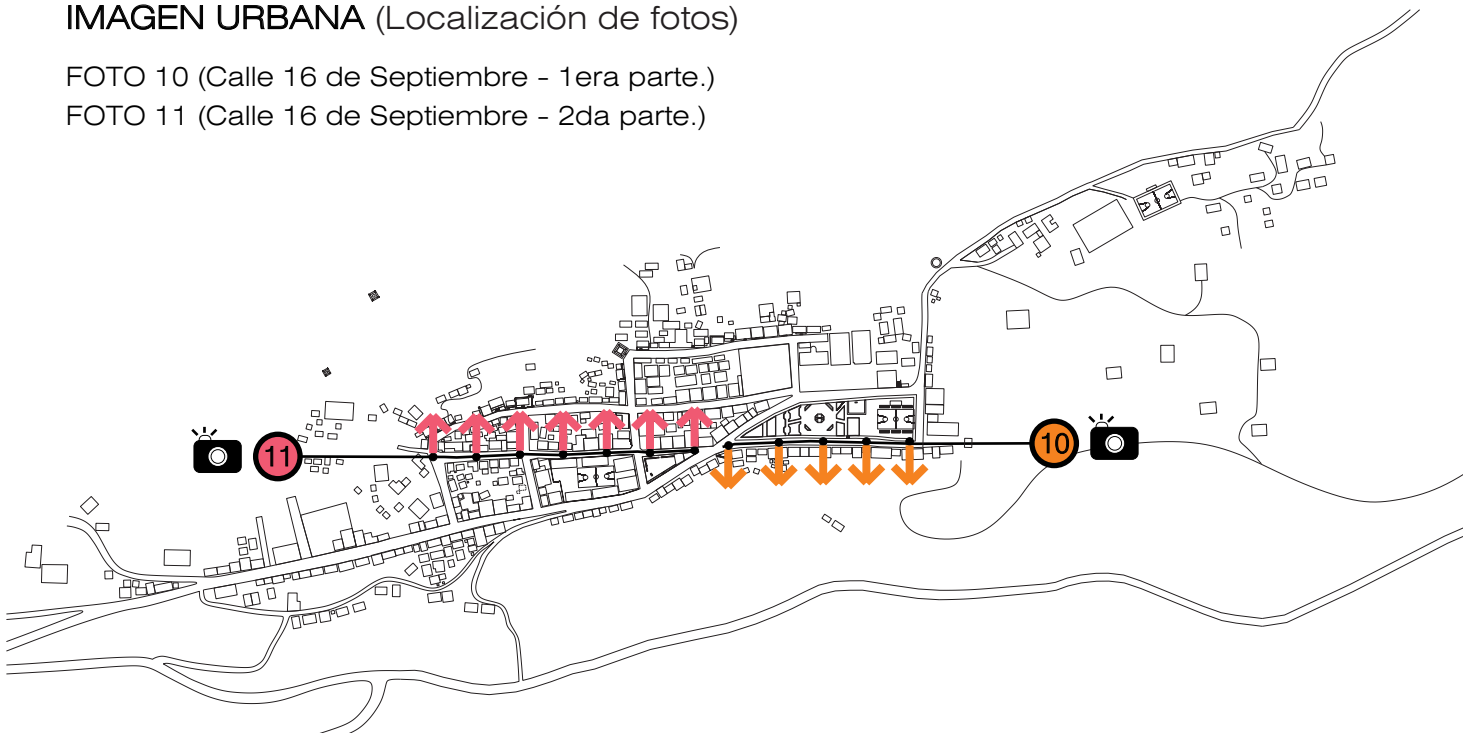 IMAGEN URBANA (Localización de fotos)
FOTO 10 (Calle 16 de Septiembre - 1era parte.)
FOTO 11 (Calle 16 de Septiembre - 2da parte.)
10
11